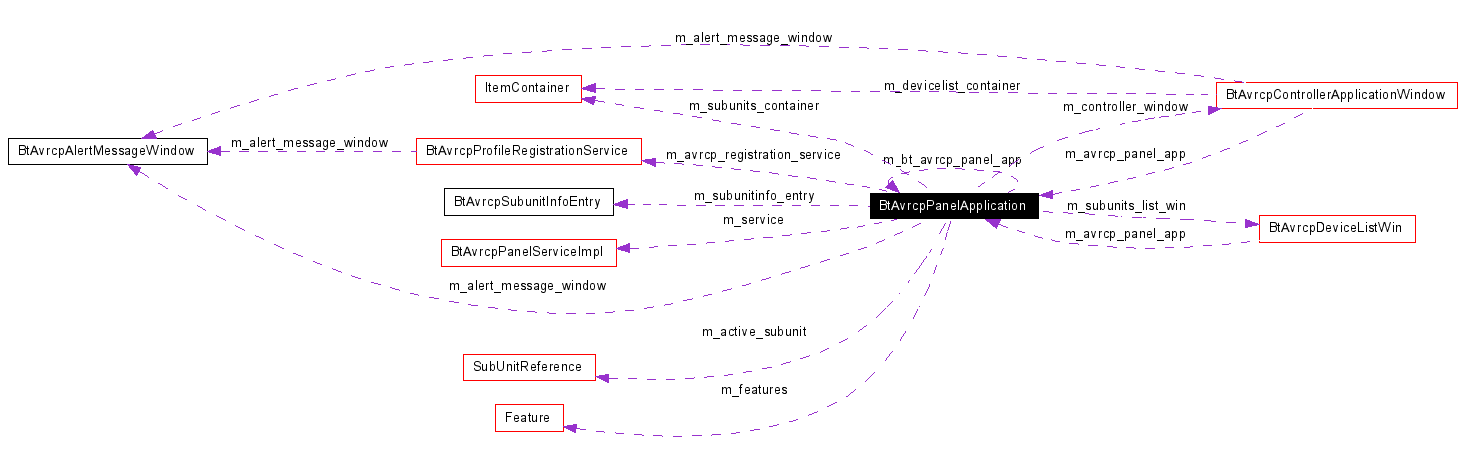 m_alert_message_window
ItemContainer
m_devicelist_container
BtAvrcpControllerApplicationWindow
m_subunits_container
m_controller_window
m_alert_message_window
BtAvrcpAlertMessageWindow
BtAvrcpProfileRegistrationService
m_avrcp_registration_service
m_bt_avrcp_panel_app
m_avrcp_panel_app
BtAvrcpSubunitInfoEntry
m_subunitinfo_entry
BtAvrcpPanelApplication
m_subunits_list_win
m_service
BtAvrcpDeviceListWin
m_avrcp_panel_app
BtAvrcpPanelServiceImpl
m_alert_message_window
m_active_subunit
SubUnitReference
m_features
Feature